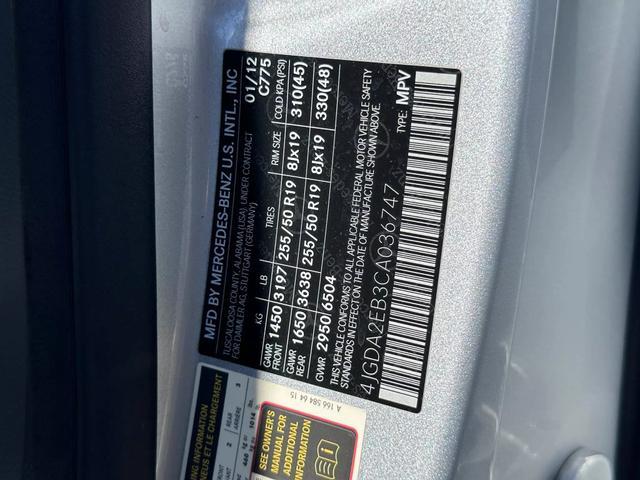 MFD BY MERCEDES-BENZ U.S. INTL., INC
01/12
TUSCALOOSA COUNTY, ALABAMA (USA) UNDER CONTRACT
FOR DAIMLER AG, STUTTGART (GERMANY)
C775
KG LB TIRES RIM SIZE COLD KPA(PSI)
GAWR FRONT 1450 3197 255/50 R19 8Jx19 310(45)
GAWR REAR 1650 3638 255/50 R19 8Jx19 330(48)
GVWR 2950 6504
THIS VEHICLE CONFORMS TO ALL APPLICABLE FEDERAL MOTOR VEHICLE SAFETY
STANDARDS IN EFFECT ON THE DATE OF MANUFACTURE SHOWN ABOVE.
TYPE: MPV
4JGDA2EB3CA036747
A 166 584 64 15
SEE OWNER'S
MANUAL FOR
ADDITIONAL
INFORMATION